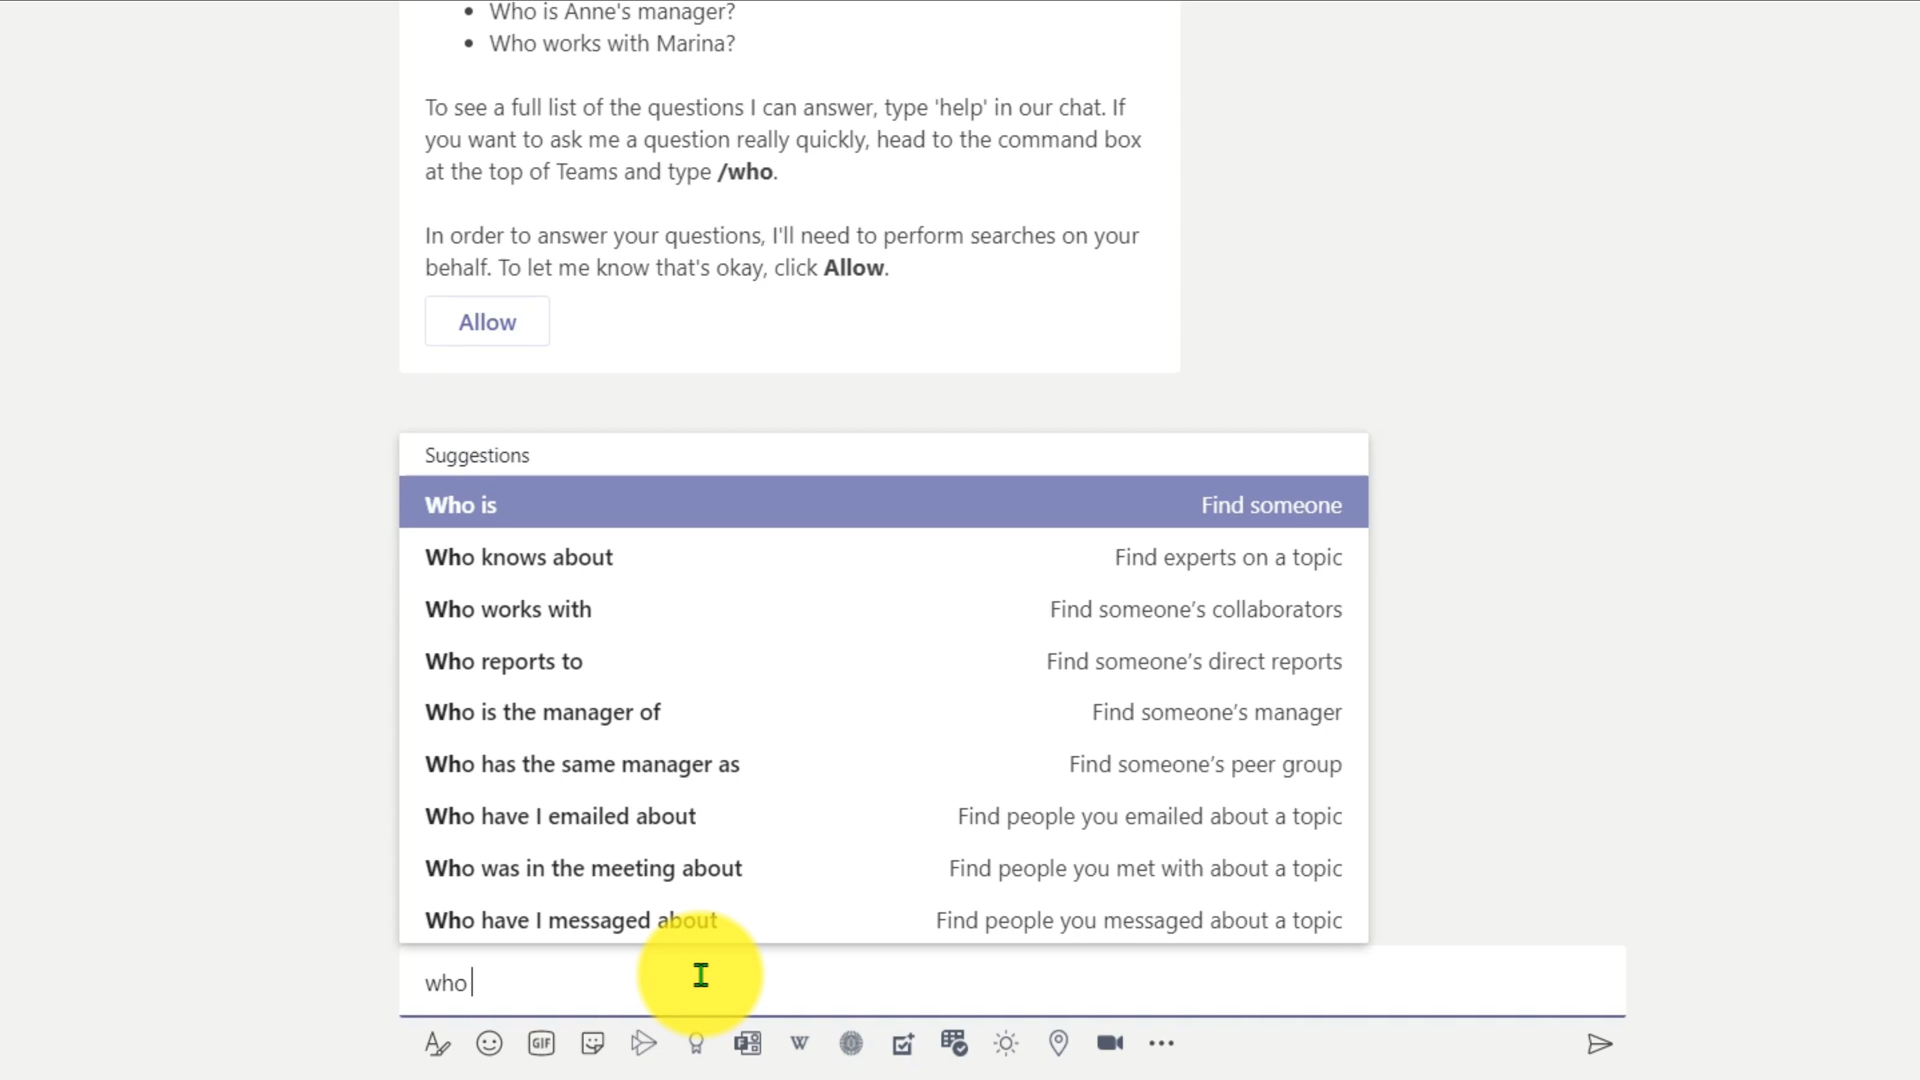 Who is Anne's manager?
Who works with Marina?
To see a full list of the questions I can answer, type 'help' in our chat. If
you want to ask me a question really quickly, head to the command box
at the top of Teams and type /who.
In order to answer your questions, I'll need to perform searches on your
behalf. To let me know that's okay, click Allow.
Allow
Suggestions
Who is Find someone
Who knows about Find experts on a topic
Who works with Find someone’s collaborators
Who reports to Find someone’s direct reports
Who is the manager of Find someone’s manager
Who has the same manager as Find someone’s peer group
Who have I emailed about Find people you emailed about a topic
Who was in the meeting about Find people you met with about a topic
Who have I messaged about Find people you messaged about a topic
who
GIF W